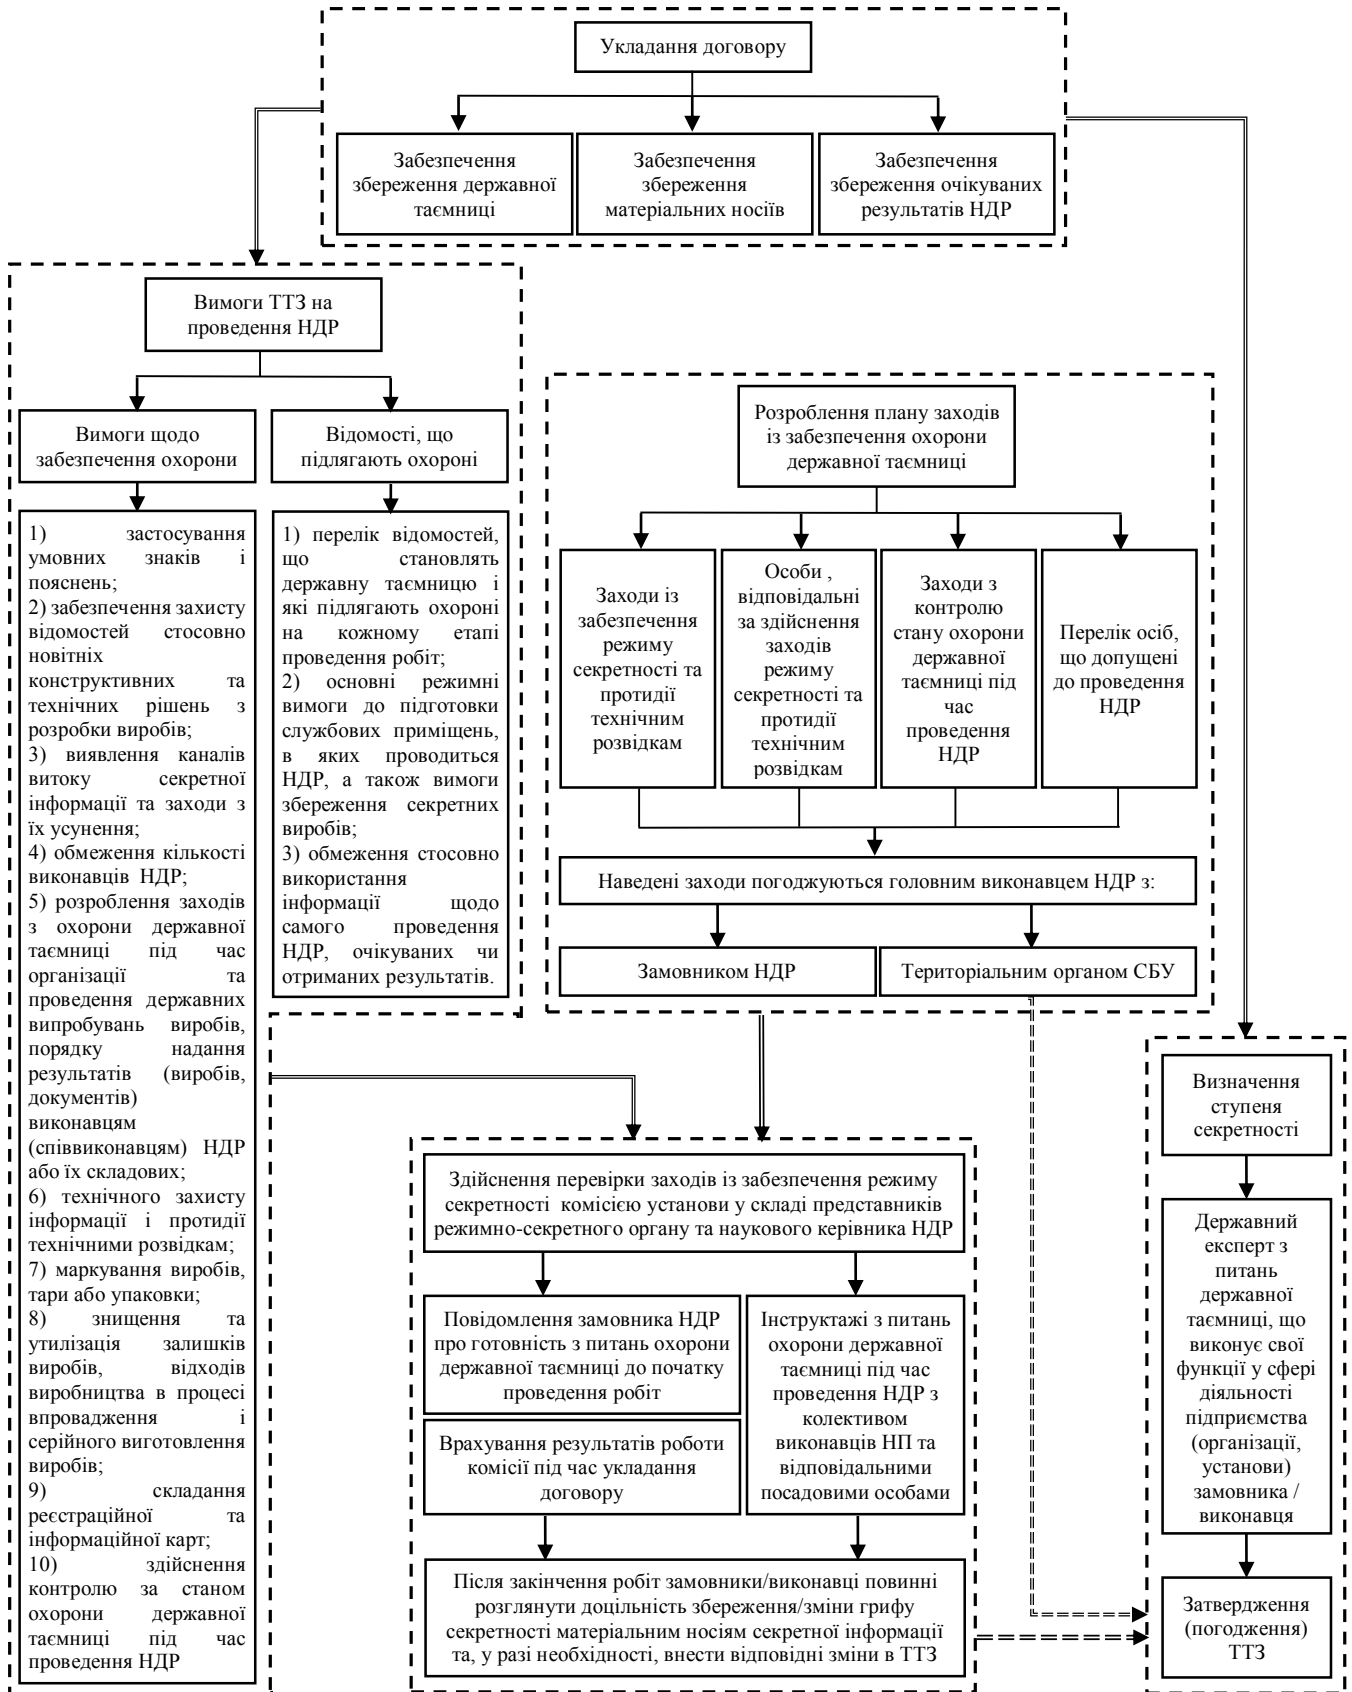 Укладання договору
Забезпечення
збереження державної
таємниці
Забезпечення
збереження
матеріальних носіїв
Забезпечення
збереження очікуваних
результатів НДР
Вимоги ТТЗ на
проведення НДР
Вимоги щодо
забезпечення охорони
Відомості, що
підлягають охороні
1) застосування
умовних знаків і
пояснень;
2) забезпечення захисту
відомостей стосовно
новітніх
конструктивних та
технічних рішень з
розробки виробів;
3) виявлення каналів
витоку секретної
інформації та заходи з
їх усунення;
4) обмеження кількості
виконавців НДР;
5) розроблення заходів
з охорони державної
таємниці під час
організації та
проведення державних
випробувань виробів,
порядку надання
результатів (виробів,
документів)
виконавцям
(співвиконавцям) НДР
або їх складових;
6) технічного захисту
інформації і протидії
технічними розвідкам;
7) маркування виробів,
тари або упаковки;
8) знищення та
утилізація залишків
виробів, відходів
виробництва в процесі
впровадження і
серійного виготовлення
виробів;
9) складання
реєстраційної та
інформаційної карт;
10) здійснення
контролю за станом
охорони державної
таємниці під час
проведення НДР
1) перелік відомостей,
що становлять
державну таємницю і
які підлягають охороні
на кожному етапі
проведення робіт;
2) основні режимні
вимоги до підготовки
службових приміщень,
в яких проводиться
НДР, а також вимоги
збереження секретних
виробів;
3) обмеження стосовно
використання
інформації щодо
самого проведення
НДР, очікуваних чи
отриманих результатів.
Розроблення плану заходів
із забезпечення охорони
державної таємниці
Заходи із
забезпечення
режиму
секретності та
протидії
технічним
розвідкам
Особи ,
відповідальні
за здійснення
заходів
режиму
секретності та
протидії
технічним
розвідкам
Заходи з
контролю
стану охорони
державної
таємниці під
час
проведення
НДР
Перелік осіб,
що допущені
до проведення
НДР
Наведені заходи погоджуються головним виконавцем НДР з:
Замовником НДР
Територіальним органом СБУ
Здійснення перевірки заходів із забезпечення режиму
секретності комісією установи у складі представників
режимно-секретного органу та наукового керівника НДР
Повідомлення замовника НДР
про готовність з питань охорони
державної таємниці до початку
проведення робіт
Врахування результатів роботи
комісії під час укладання
договору
Інструктажі з питань
охорони державної
таємниці під час
проведення НДР з
колективом
виконавців НП та
відповідальними
посадовими особами
Після закінчення робіт замовники/виконавці повинні
розглянути доцільність збереження/зміни грифу
секретності матеріальним носіям секретної інформації
та, у разі необхідності, внести відповідні зміни в ТТЗ
Визначення
ступеня
секретності
Державний
експерт з
питань
державної
таємниці, що
виконує свої
функції у сфері
діяльності
підприємства
(організації,
установи)
замовника /
виконавця
Затвердження
(погодження)
ТТЗ